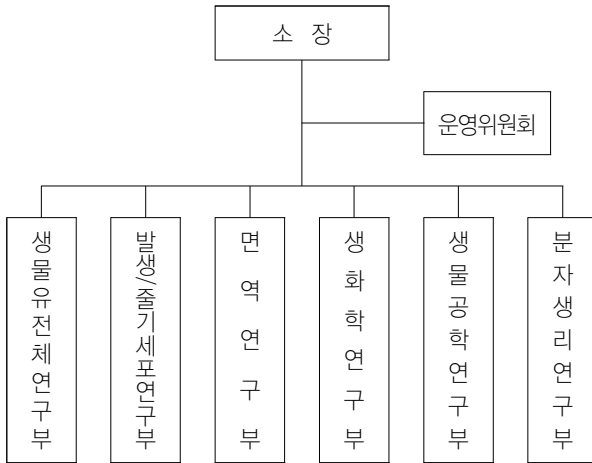 소 장
운영위원회
생물유전체연구부
발생/줄기세포연구부
면역연구부
생화학연구부
생물공학연구부
분자생리연구부